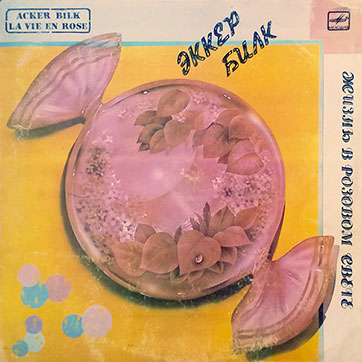 ACKER BILK
LA VIE EN ROSE
ЭККЕР
БИЛК
ЖИЗНЬ В РОЗОВОМ СВЕТЕ